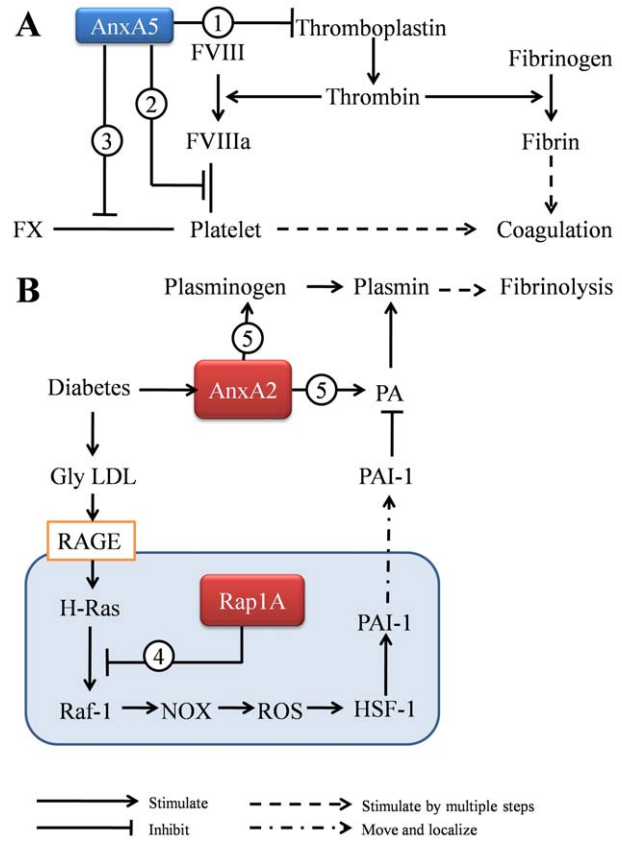 A
AnxA5
1
Thromboplastin
FVIII
Fibrinogen
2
Thrombin
3
FVIIIa
Fibrin
FX
Platelet
Coagulation
B
Plasminogen
Plasmin
Fibrinolysis
5
Diabetes
AnxA2
5
PA
Gly LDL
PAI-1
RAGE
H-Ras
Rap1A
PAI-1
4
Raf-1
NOX
ROS
HSF-1
Stimulate
Stimulate by multiple steps
Inhibit
Move and localize